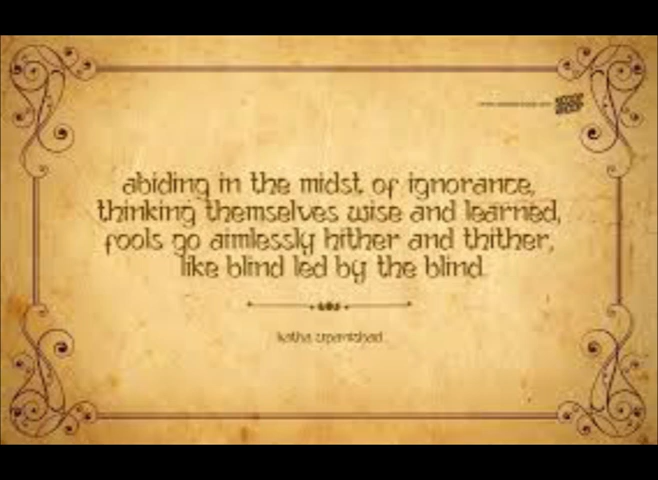 abiding in the midst of ignorance,
thinking themselves wise and learned,
fools go aimlessly hither and thither,
like blind led by the blind.
katha upanishad